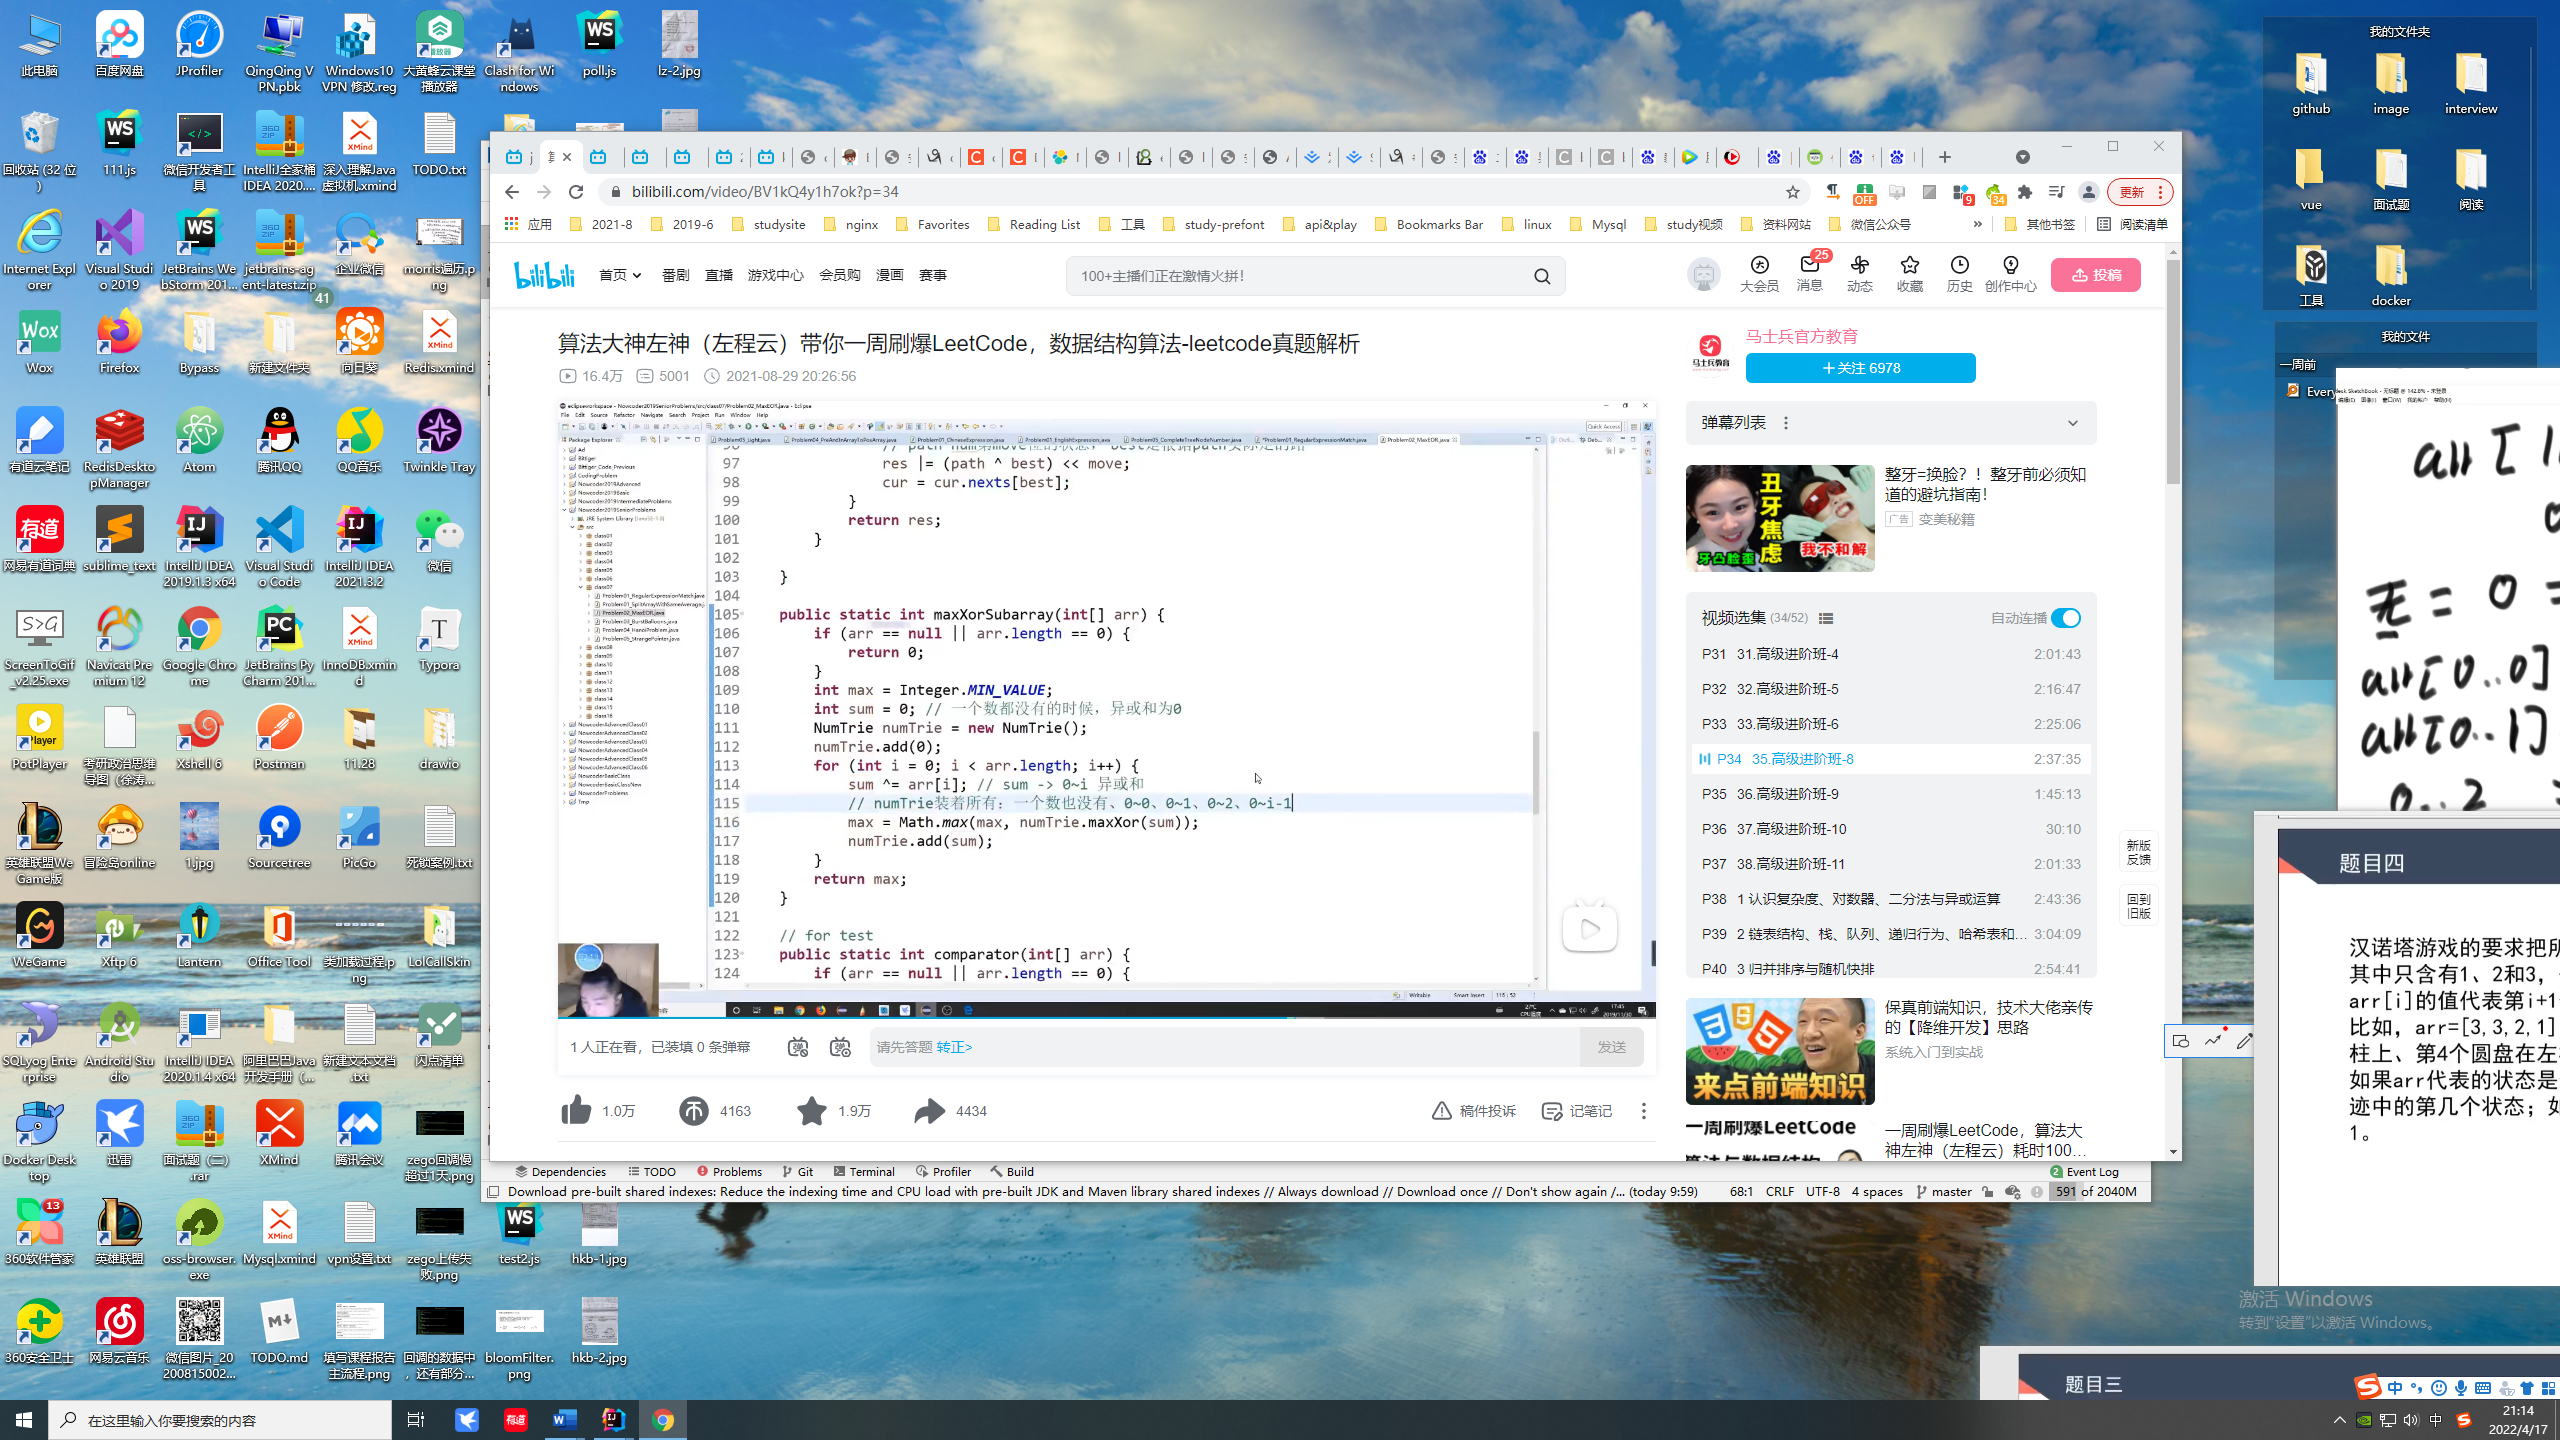 此电脑
百度网盘
JProfiler
QingQing VPN.pbk
Windows10 VPN 修改.reg
大黄蜂云课堂播放器
Clash for Windows
poll.js
lz-2.jpg
回收站 (32 位)
111.js
微信开发者工具
IntelliJ全家桶 IDEA 2020....
深入理解Java虚拟机.xmind
TODO.txt
Internet Explorer
Visual Studio 2019
JetBrains WebStorm 201...
jetbrains-agent-latest.zip
企业微信
morris遍历.png
41
Wox
Firefox
Bypass
新建文件夹
向日葵
Redis.xmind
有道云笔记
RedisDesktopManager
Atom
腾讯QQ
QQ音乐
Twinkle Tray
网易有道词典
sublime_text
IntelliJ IDEA 2019.1.3 x64
Visual Studio Code
IntelliJ IDEA 2021.3.2
微信
ScreenToGif_v2.25.exe
Navicat Premium 12
Google Chrome
JetBrains PyCharm 201...
InnoDB.xmind
Typora
PotPlayer
考研政治思维导图（徐涛...
Xshell 6
Postman
11.28
drawio
英雄联盟WeGame版
冒险岛online
1.jpg
Sourcetree
PicGo
死锁案例.txt
WeGame
Xftp 6
Lantern
Office Tool
类加载过程.png
LolCallSkin
SQLyog Enterprise
Android Studio
IntelliJ IDEA 2020.1.4 x64
阿里巴巴Java开发手册（...
新建文本文档.txt
闪点清单
Docker Desktop
迅雷
面试题（二）.rar
XMind
腾讯会议
zego回调慢超过1天.png
360软件管家
英雄联盟
oss-browser.exe
Mysql.xmind
vpn设置.txt
zego上传失败.png
test2.js
hkb-1.jpg
360安全卫士
网易云音乐
微信图片_20200815002...
TODO.md
填写课程报告主流程.png
回调的数据中，还有部分...
bloomFilter.png
hkb-2.jpg
bilibili.com/video/BV1kQ4y1h7ok?p=34
更新
应用 2021-8 2019-6 studysite nginx Favorites Reading List 工具 study-prefont api&play Bookmarks Bar linux Mysql study视频 资料网站 微信公众号 » 其他书签 阅读清单
bilibili 首页 番剧 直播 游戏中心 会员购 漫画 赛事
100+主播们正在激情火拼！
大会员 消息 25 动态 收藏 历史 创作中心 投稿
算法大神左神（左程云）带你一周刷爆LeetCode，数据结构算法-leetcode真题解析
16.4万 5001 2021-08-29 20:26:56
97 res |= (path ^ best) << move;
98 cur = cur.nexts[best];
99 }
100 return res;
101 }
102
103 }
104
105 public static int maxXorSubarray(int[] arr) {
106 if (arr == null || arr.length == 0) {
107 return 0;
108 }
109 int max = Integer.MIN_VALUE;
110 int sum = 0; // 一个数都没有的时候，异或和为0
111 NumTrie numTrie = new NumTrie();
112 numTrie.add(0);
113 for (int i = 0; i < arr.length; i++) {
114 sum ^= arr[i]; // sum -> 0~i 异或和
115 // numTrie装着所有：一个数也没有、0~0、0~1、0~2、0~i-1
116 max = Math.max(max, numTrie.maxXor(sum));
117 numTrie.add(sum);
118 }
119 return max;
120 }
121
122 // for test
123 public static int comparator(int[] arr) {
124 if (arr == null || arr.length == 0) {
1 人正在看，已装填 0 条弹幕
请先答题 转正>
发送
1.0万 4163 1.9万 4434 稿件投诉 记笔记
马士兵官方教育
＋关注 6978
弹幕列表
整牙=换脸？！整牙前必须知道的避坑指南！
广告 变美秘籍
丑牙焦虑
牙凸脸歪
我不和解
视频选集 (34/52) 自动连播
P31 31.高级进阶班-4 2:01:43
P32 32.高级进阶班-5 2:16:47
P33 33.高级进阶班-6 2:25:06
P34 35.高级进阶班-8 2:37:35
P35 36.高级进阶班-9 1:45:13
P36 37.高级进阶班-10 30:10
P37 38.高级进阶班-11 2:01:33
P38 1 认识复杂度、对数器、二分法与异或运算 2:43:36
P39 2 链表结构、栈、队列、递归行为、哈希表和... 3:04:09
P40 3 归并排序与随机快排 2:54:41
新版反馈
回到旧版
来点前端知识
保真前端知识，技术大佬亲传的【降维开发】思路
系统入门到实战
一周刷爆LeetCode
一周刷爆LeetCode，算法大神左神（左程云）耗时100...
Dependencies TODO Problems Git Terminal Profiler Build
2 Event Log
Download pre-built shared indexes: Reduce the indexing time and CPU load with pre-built JDK and Maven library shared indexes // Always download // Download once // Don't show again /... (today 9:59)
68:1 CRLF UTF-8 4 spaces master 591 of 2040M
我的文件夹
github image interview
vue 面试题 阅读
工具 docker
我的文件
一周前
Every
arr[0..0]
arr[0..1]
0..2
题目四
汉诺塔游戏的要求把所
其中只含有1、2和3，
arr[i]的值代表第i+1
比如，arr=[3,3,2,1]
柱上、第4个圆盘在左
如果arr代表的状态是
迹中的第几个状态；如
1。
激活 Windows
转到"设置"以激活 Windows。
题目三
在这里输入你要搜索的内容
中
21:14
2022/4/17